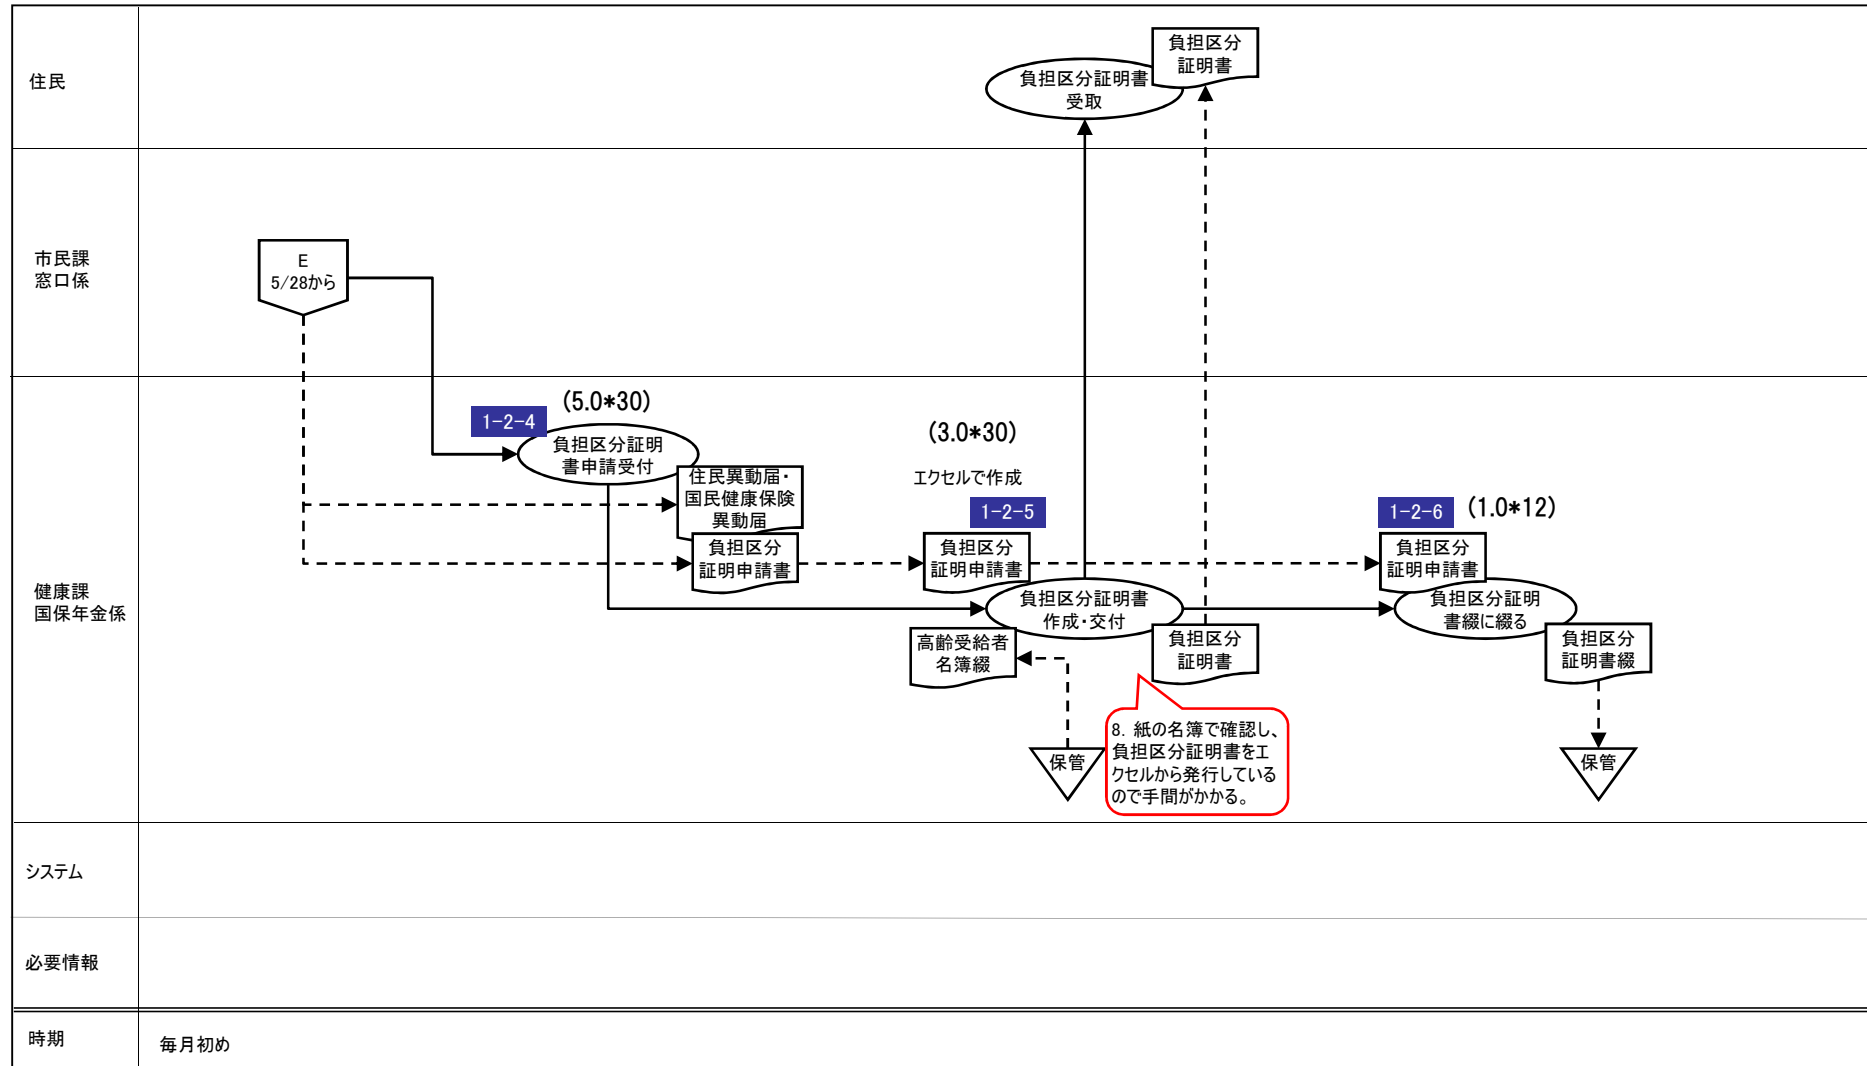 住民
負担区分証明書
受取
負担区分
証明書
市民課
窓口係
E
5/28から
健康課
国保年金係
1-2-4
(5.0*30)
負担区分証明
書申請受付
住民異動届・
国民健康保険
異動届
負担区分
証明申請書
(3.0*30)
エクセルで作成
1-2-5
負担区分
証明申請書
負担区分証明書
作成・交付
高齢受給者
名簿綴
負担区分
証明書
保管
8. 紙の名簿で確認し、
負担区分証明書をエ
クセルから発行している
ので手間がかかる。
1-2-6
(1.0*12)
負担区分
証明申請書
負担区分証明
書綴に綴る
負担区分
証明書綴
保管
システム
必要情報
時期
毎月初め